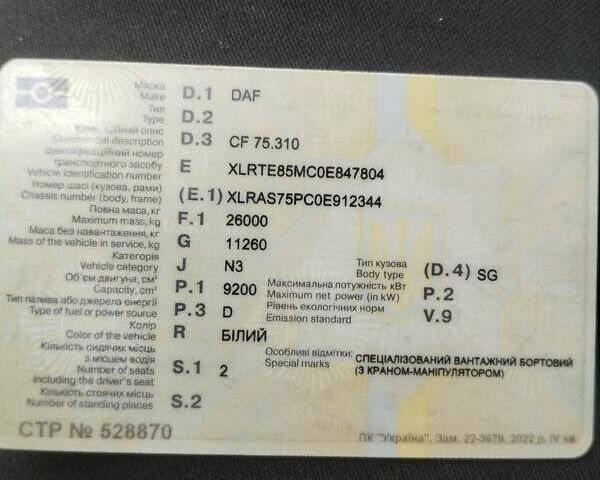 Марка
Make D.1 DAF
Тип
Type D.2
Комерційний опис
Commercial description D.3 CF 75.310
Ідентифікаційний номер
транспортного засобу
Vehicle identification number E XLRTE85MC0E847804
Номер шасі (кузова, рами)
Chassis number (body, frame) (E.1) XLRAS75PC0E912344
Повна маса, кг
Maximum mass, kg F.1 26000
Маса без навантаження, кг
Mass of the vehicle in service, kg G 11260
Категорія
Vehicle category J N3
Тип кузова
Body type (D.4) SG
Об'єм двигуна, см³
Capacity, cm³ P.1 9200
Максимальна потужність кВт
Maximum net power (in kW) P.2
Тип палива або джерела енергії
Type of fuel or power source P.3 D
Рівень екологічних норм
Emission standard V.9
Колір
Color of the vehicle R БІЛИЙ
Кількість сидячих місць
з місцем водія
Number of seats
including the driver's seat S.1 2
Особливі відмітки:
Special marks СПЕЦІАЛІЗОВАНИЙ ВАНТАЖНИЙ БОРТОВИЙ
(З КРАНОМ-МАНІПУЛЯТОРОМ)
Кількість стоячих місць
Number of standing places S.2
СТР № 528870
ПК "Україна", Зам. 22-3678, 2022 р. IV кв.